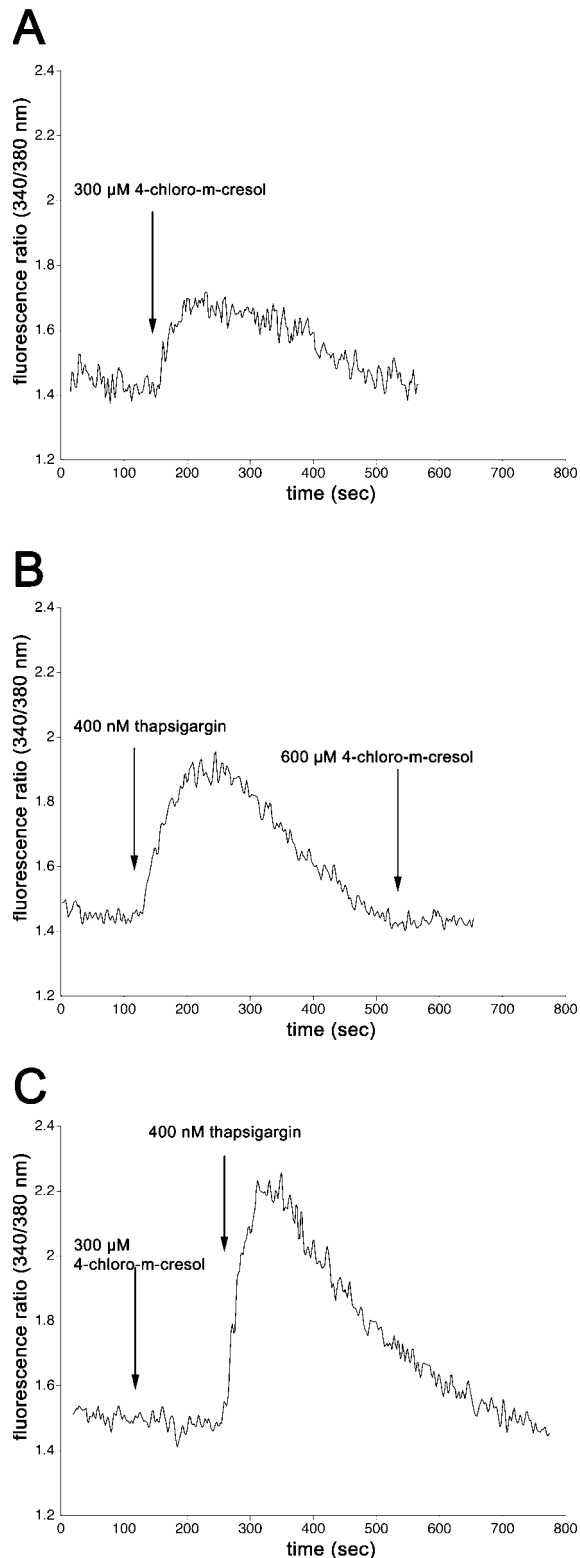 A
fluorescence ratio (340/380 nm)
2.4
2.2
2
1.8
1.6
1.4
1.2
300 µM 4-chloro-m-cresol
0 100 200 300 400 500 600 700 800
time (sec)
B
fluorescence ratio (340/380 nm)
2.4
2.2
2
1.8
1.6
1.4
1.2
400 nM thapsigargin
600 µM 4-chloro-m-cresol
0 100 200 300 400 500 600 700 800
time (sec)
C
fluorescence ratio (340/380 nm)
2.4
2.2
2
1.8
1.6
1.4
1.2
400 nM thapsigargin
300 µM
4-chloro-m-cresol
0 100 200 300 400 500 600 700 800
time (sec)